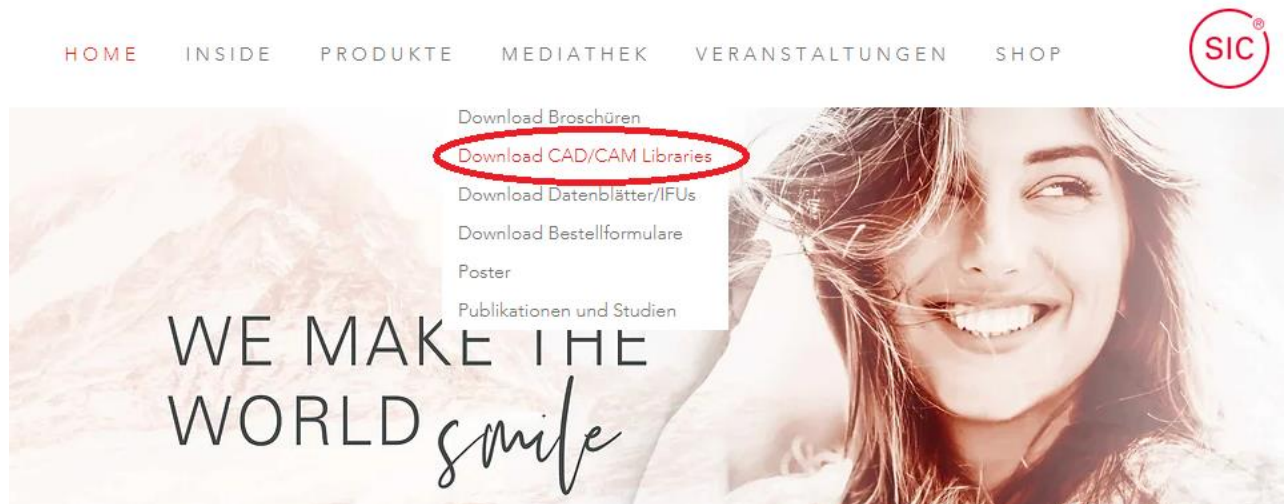 HOME INSIDE PRODUKTE MEDIATHEK VERANSTALTUNGEN SHOP
SIC®
Download Broschüren
Download CAD/CAM Libraries
Download Datenblätter/IFUs
Download Bestellformulare
Poster
Publikationen und Studien
WE MAKE THE
WORLD smile